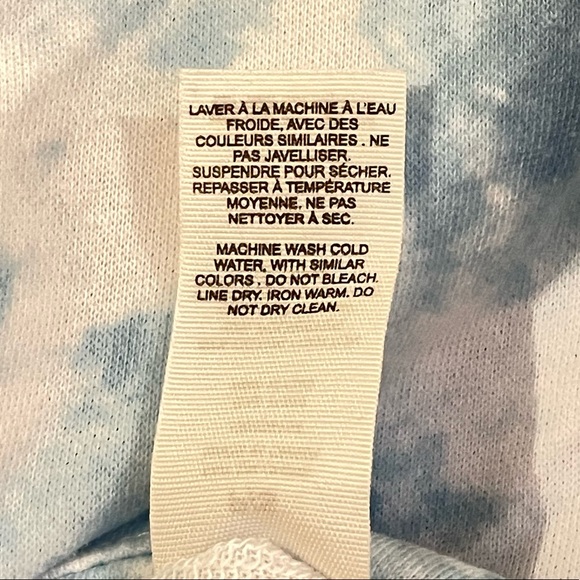 LAVER À LA MACHINE À L'EAU
FROIDE, AVEC DES
COULEURS SIMILAIRES . NE
PAS JAVELLISER.
SUSPENDRE POUR SÉCHER.
REPASSER À TEMPÉRATURE
MOYENNE. NE PAS
NETTOYER À SEC.
MACHINE WASH COLD
WATER, WITH SIMILAR
COLORS . DO NOT BLEACH.
LINE DRY. IRON WARM. DO
NOT DRY CLEAN.